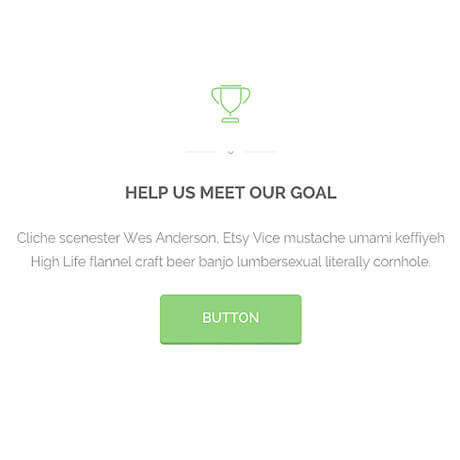 HELP US MEET OUR GOAL
Cliche scenester Wes Anderson, Etsy Vice mustache umami keffiyeh
High Life flannel craft beer banjo lumbersexual literally cornhole.
BUTTON